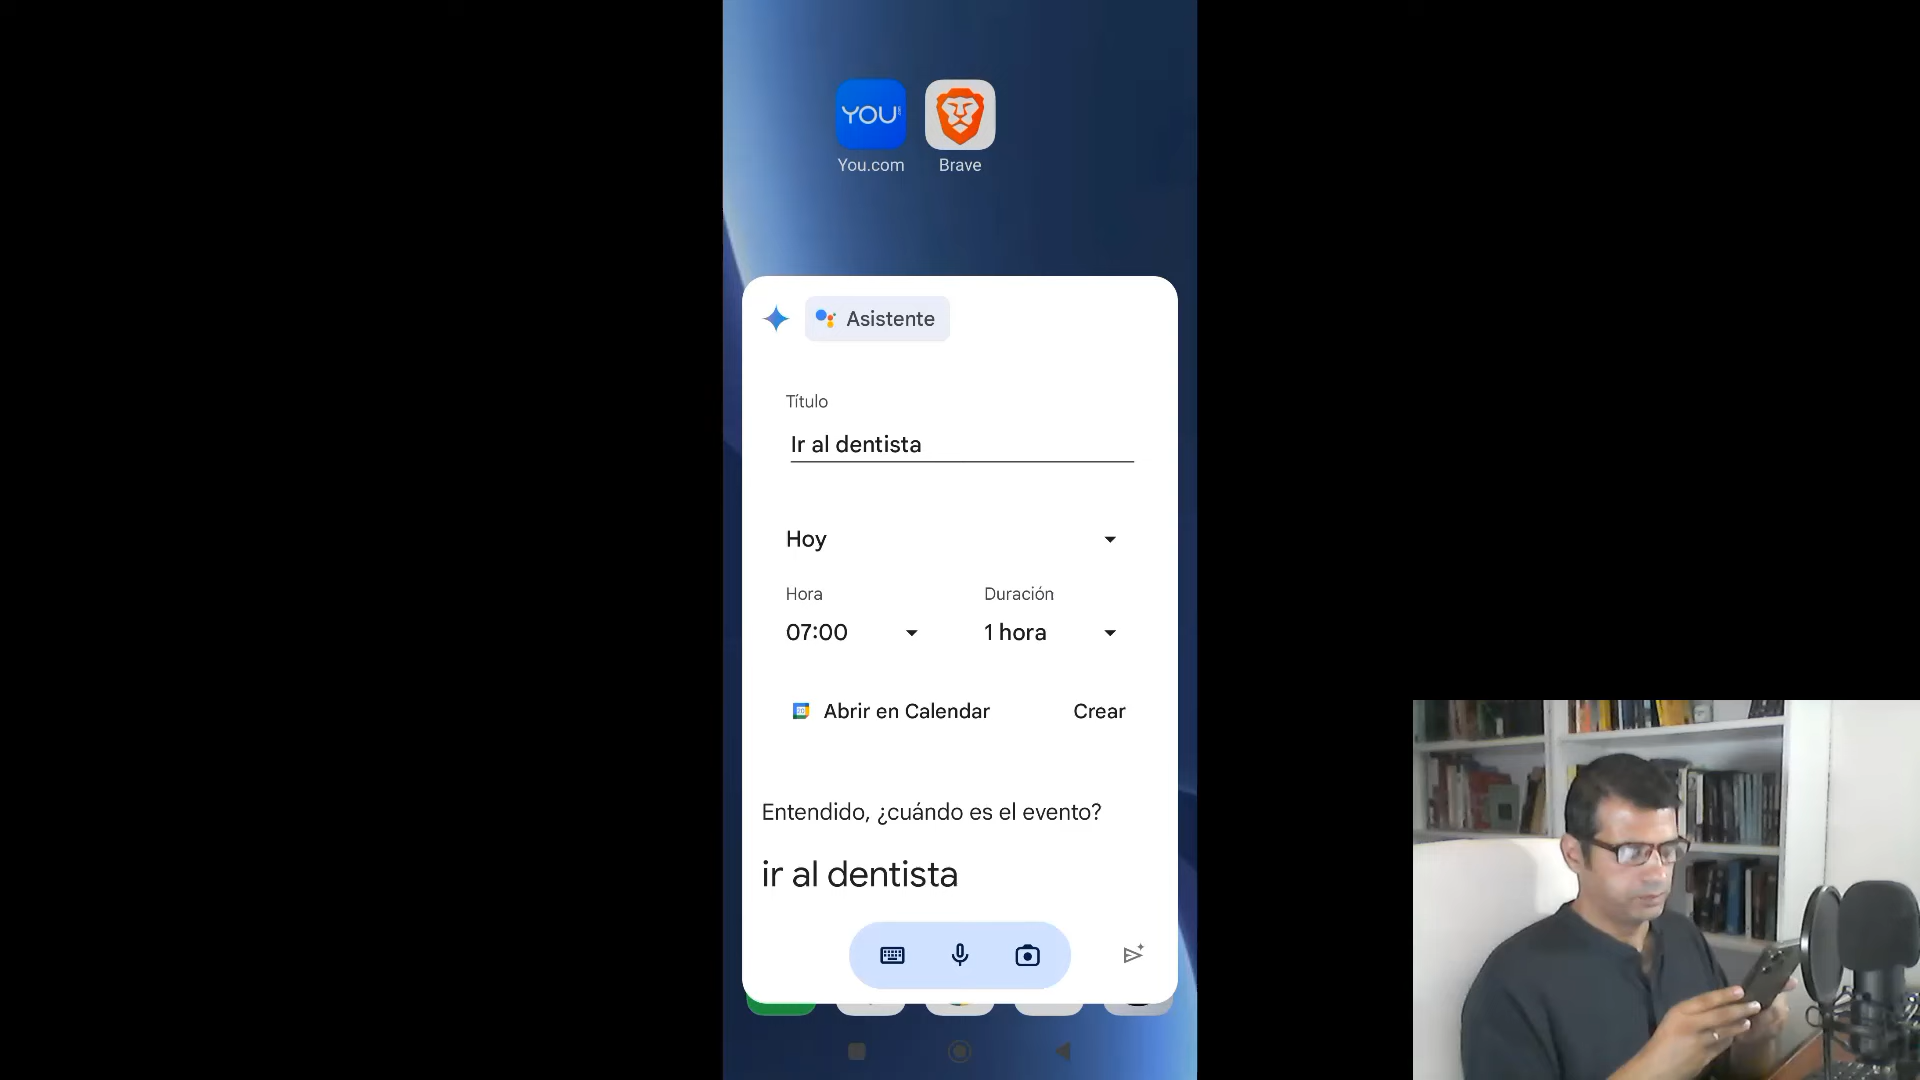 YOU
You.com
Brave
Asistente
Título
Ir al dentista
Hoy
Hora
Duración
07:00
1 hora
Abrir en Calendar
Crear
Entendido, ¿cuándo es el evento?
ir al dentista